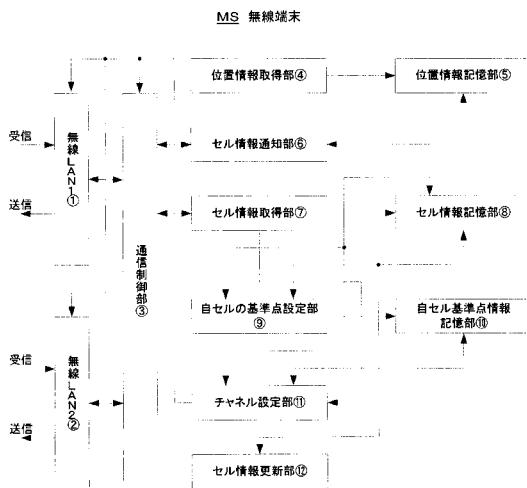 MS 無線端末
位置情報取得部④
位置情報記憶部⑤
受信
無線LAN1①
セル情報通知部⑥
送信
セル情報取得部⑦
セル情報記憶部⑧
通信制御部③
自セルの基準点設定部
⑨
自セル基準点情報
記憶部⑩
受信
無線LAN2②
チャネル設定部⑪
送信
セル情報更新部⑫